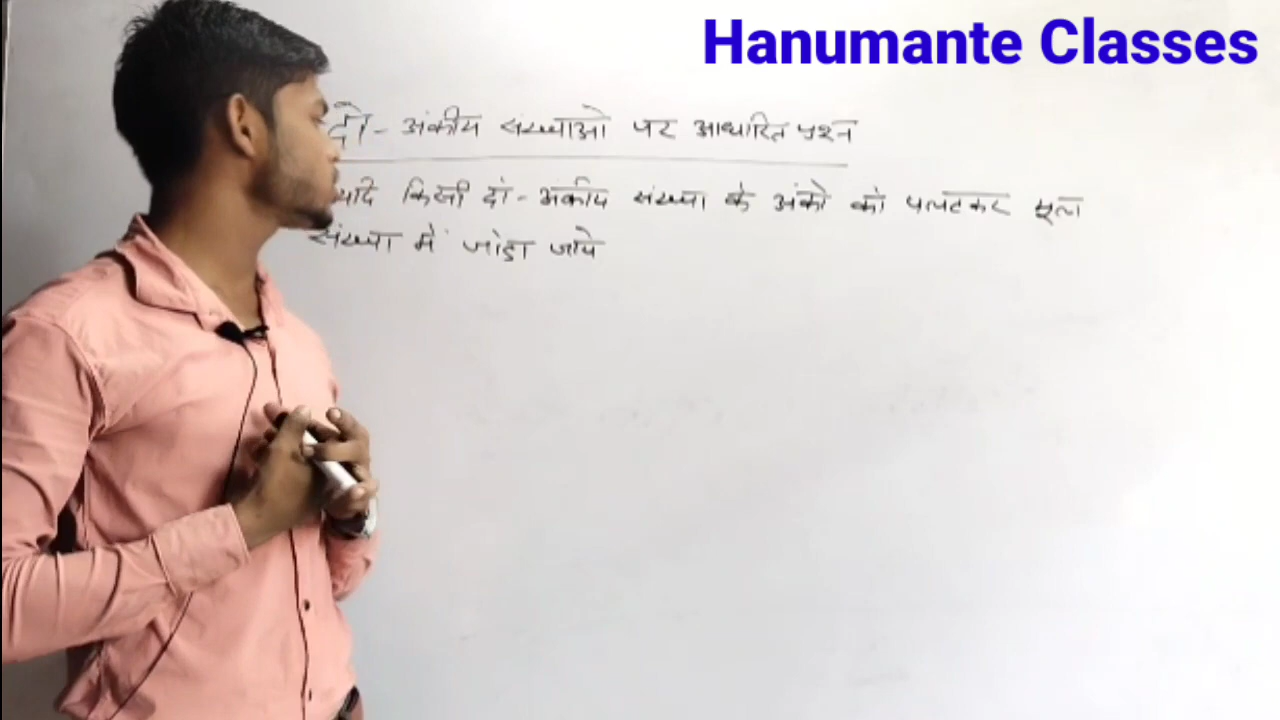 Hanumante Classes
दो - अंकीय संख्याओ पर आधारित प्रश्न
यदि किसी दो - अंकीय संख्या के अंको को पलटकर मूल
संख्या में जोड़ा जाये